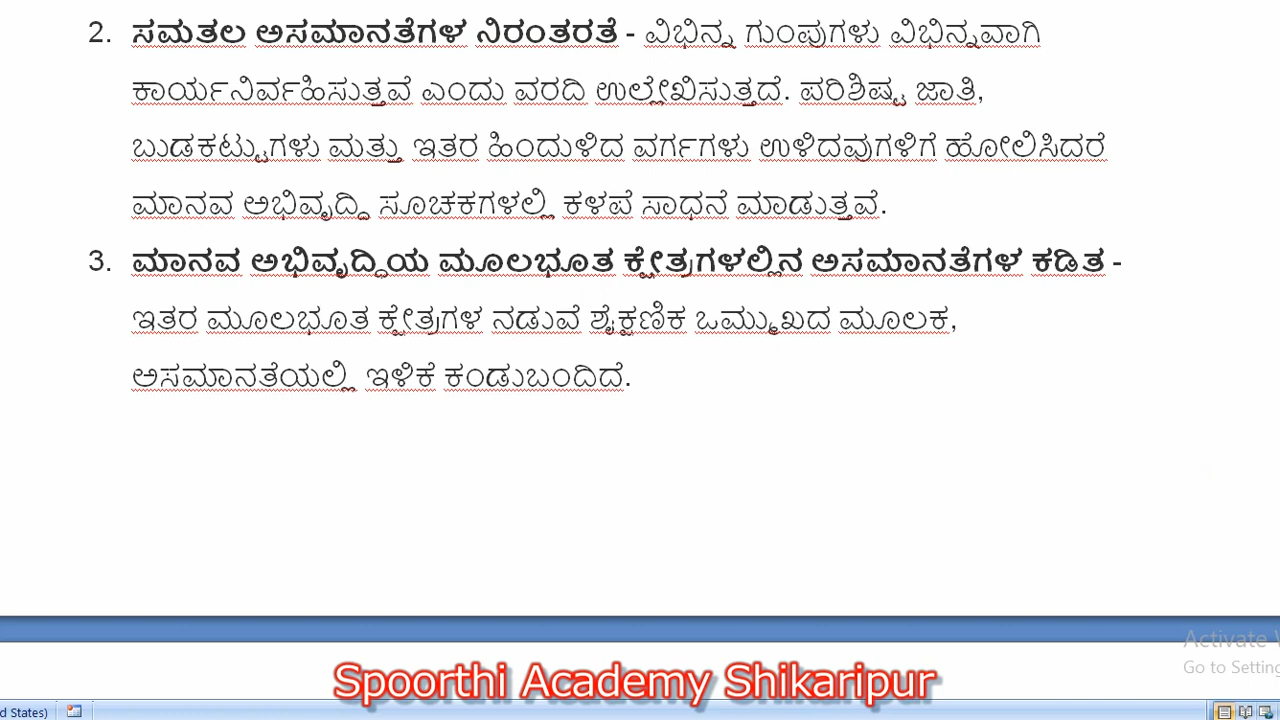 2. ಸಮತಲ ಅಸಮಾನತೆಗಳ ನಿರಂತರತೆ - ವಿಭಿನ್ನ ಗುಂಪುಗಳು ವಿಭಿನ್ನವಾಗಿ
ಕಾರ್ಯನಿರ್ವಹಿಸುತ್ತವೆ ಎಂದು ವರದಿ ಉಲ್ಲೇಖಿಸುತ್ತದೆ. ಪರಿಶಿಷ್ಟ ಜಾತಿ,
ಬುಡಕಟ್ಟುಗಳು ಮತ್ತು ಇತರ ಹಿಂದುಳಿದ ವರ್ಗಗಳು ಉಳಿದವುಗಳಿಗೆ ಹೋಲಿಸಿದರೆ
ಮಾನವ ಅಭಿವೃದ್ಧಿ ಸೂಚಕಗಳಲ್ಲಿ ಕಳಪೆ ಸಾಧನೆ ಮಾಡುತ್ತವೆ.
3. ಮಾನವ ಅಭಿವೃದ್ಧಿಯ ಮೂಲಭೂತ ಕ್ಷೇತ್ರಗಳಲ್ಲಿನ ಅಸಮಾನತೆಗಳ ಕಡಿತ -
ಇತರ ಮೂಲಭೂತ ಕ್ಷೇತ್ರಗಳ ನಡುವೆ ಶೈಕ್ಷಣಿಕ ಒಮ್ಮುಖದ ಮೂಲಕ,
ಅಸಮಾನತೆಯಲ್ಲಿ ಇಳಿಕೆ ಕಂಡುಬಂದಿದೆ.
Activate
Go to Setting
Spoorthi Academy Shikaripur
d States)